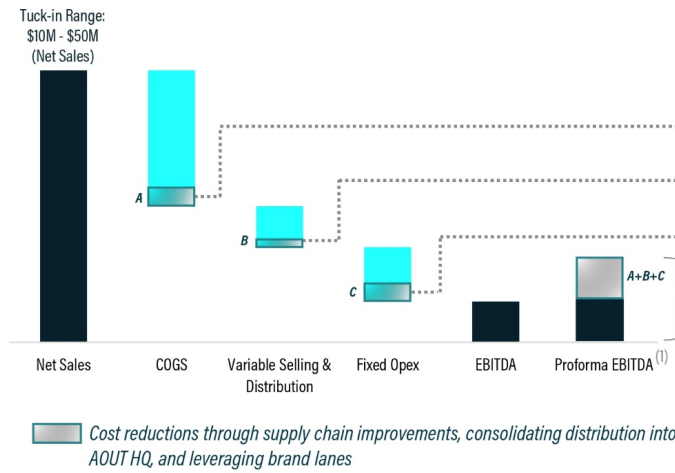 Tuck-in Range:
$10M - $50M
(Net Sales)
A
B
C
A+B+C
Net Sales
COGS
Variable Selling &
Distribution
Fixed Opex
EBITDA
Proforma EBITDA (1)
Cost reductions through supply chain improvements, consolidating distribution into
AOUT HQ, and leveraging brand lanes